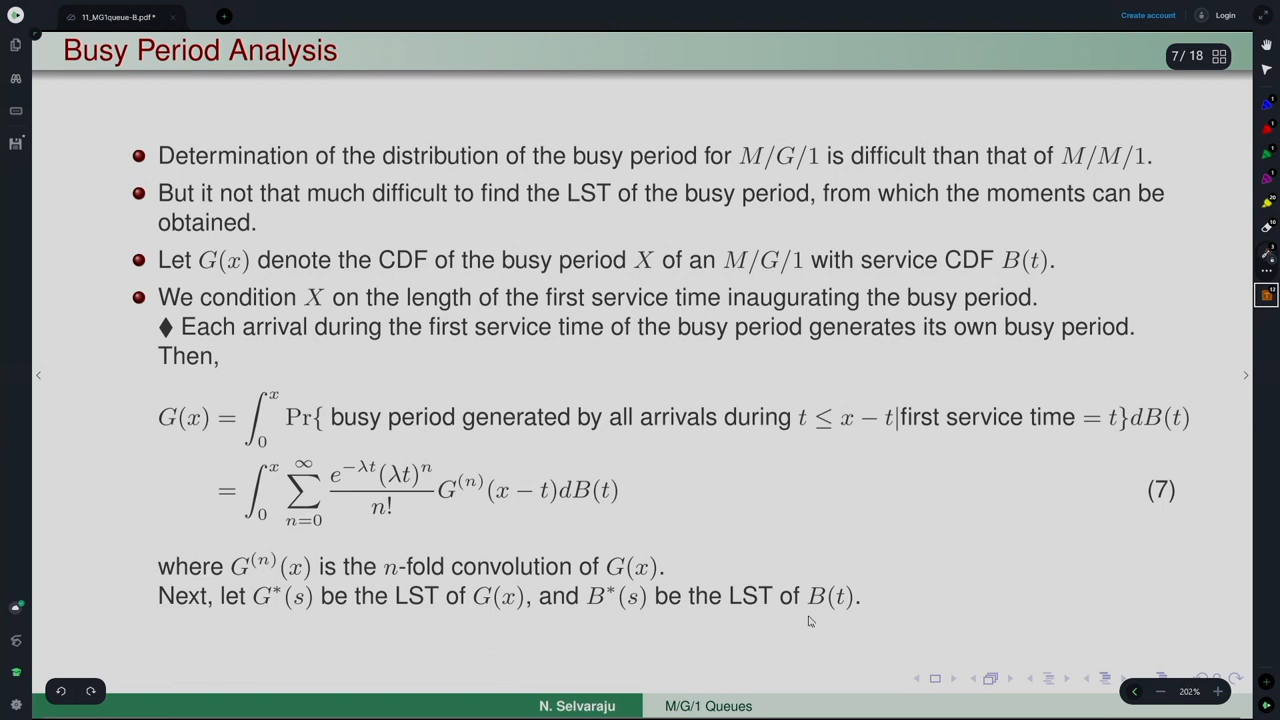 11_MG1queue-B.pdf*
Create account
Login
Busy Period Analysis
7 / 18
Determination of the distribution of the busy period for M/G/1 is difficult than that of M/M/1.
But it not that much difficult to find the LST of the busy period, from which the moments can be
obtained.
Let G(x) denote the CDF of the busy period X of an M/G/1 with service CDF B(t).
We condition X on the length of the first service time inaugurating the busy period.
♦ Each arrival during the first service time of the busy period generates its own busy period.
Then,
G(x) = ∫₀ˣ Pr{ busy period generated by all arrivals during t ≤ x − t|first service time = t}dB(t)
= ∫₀ˣ ∑_{n=0}^{∞} \frac{e^{−λt}(λt)^n}{n!} G^{(n)}(x − t)dB(t) (7)
where G^{(n)}(x) is the n-fold convolution of G(x).
Next, let G*(s) be the LST of G(x), and B*(s) be the LST of B(t).
202%
N. Selvaraju M/G/1 Queues